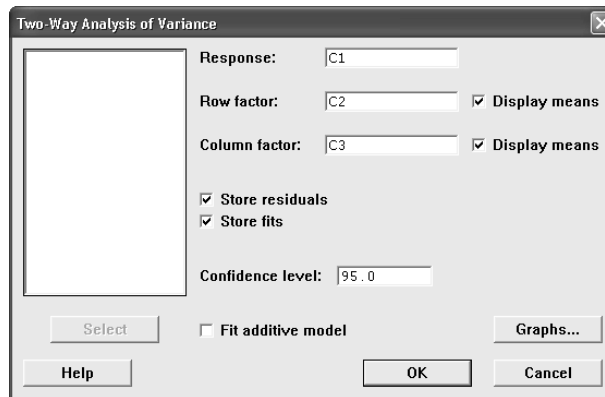 Two-Way Analysis of Variance
Response: C1
Row factor: C2 Display means
Column factor: C3 Display means
Store residuals
Store fits
Confidence level: 95.0
Select Fit additive model Graphs...
Help OK Cancel